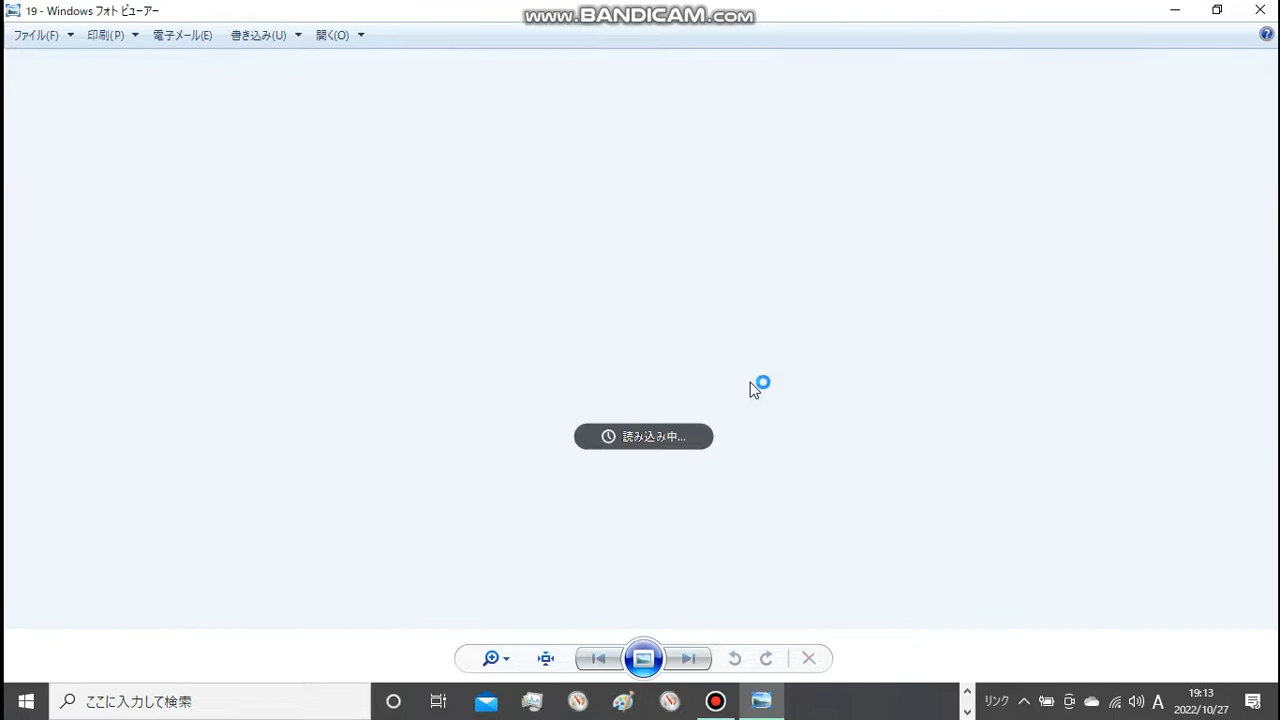 19 - Windows フォト ビューアー
www.BANDICAM.com
ファイル(F) 印刷(P) 電子メール(E) 書き込み(U) 開く(O)
読み込み中...
ここに入力して検索
リンク
A
19:13
2022/10/27